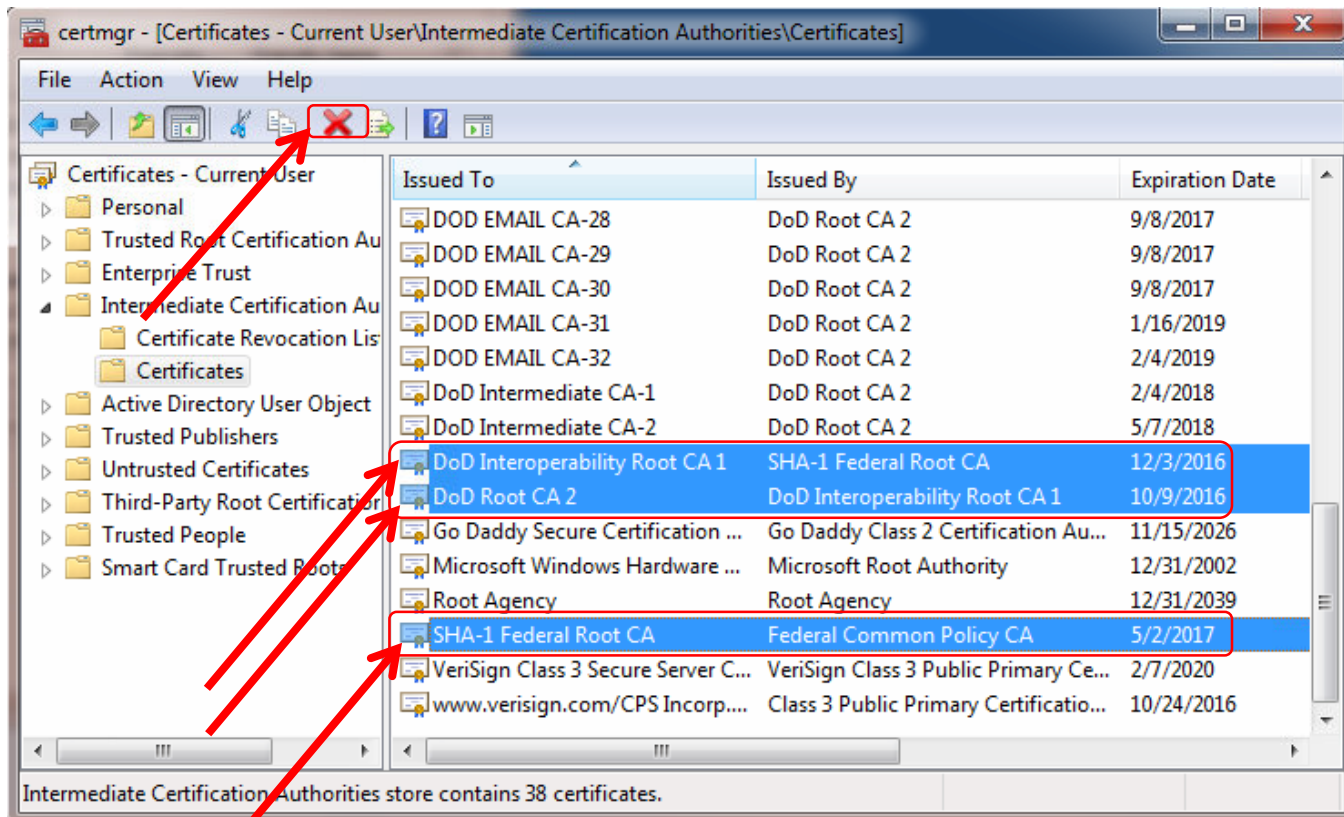 certmgr - [Certificates - Current User\Intermediate Certification Authorities\Certificates]
File Action View Help
Certificates - Current User
Personal
Trusted Root Certification Au
Enterprise Trust
Intermediate Certification Au
Certificate Revocation Lis
Certificates
Active Directory User Object
Trusted Publishers
Untrusted Certificates
Third-Party Root Certification
Trusted People
Smart Card Trusted Roots
Issued To Issued By Expiration Date
DOD EMAIL CA-28 DoD Root CA 2 9/8/2017
DOD EMAIL CA-29 DoD Root CA 2 9/8/2017
DOD EMAIL CA-30 DoD Root CA 2 9/8/2017
DOD EMAIL CA-31 DoD Root CA 2 1/16/2019
DOD EMAIL CA-32 DoD Root CA 2 2/4/2019
DoD Intermediate CA-1 DoD Root CA 2 2/4/2018
DoD Intermediate CA-2 DoD Root CA 2 5/7/2018
DoD Interoperability Root CA 1 SHA-1 Federal Root CA 12/3/2016
DoD Root CA 2 DoD Interoperability Root CA 1 10/9/2016
Go Daddy Secure Certification ... Go Daddy Class 2 Certification Au... 11/15/2026
Microsoft Windows Hardware ... Microsoft Root Authority 12/31/2002
Root Agency Root Agency 12/31/2039
SHA-1 Federal Root CA Federal Common Policy CA 5/2/2017
VeriSign Class 3 Secure Server C... VeriSign Class 3 Public Primary Ce... 2/7/2020
www.verisign.com/CPS Incorp.... Class 3 Public Primary Certificatio... 10/24/2016
Intermediate Certification Authorities store contains 38 certificates.